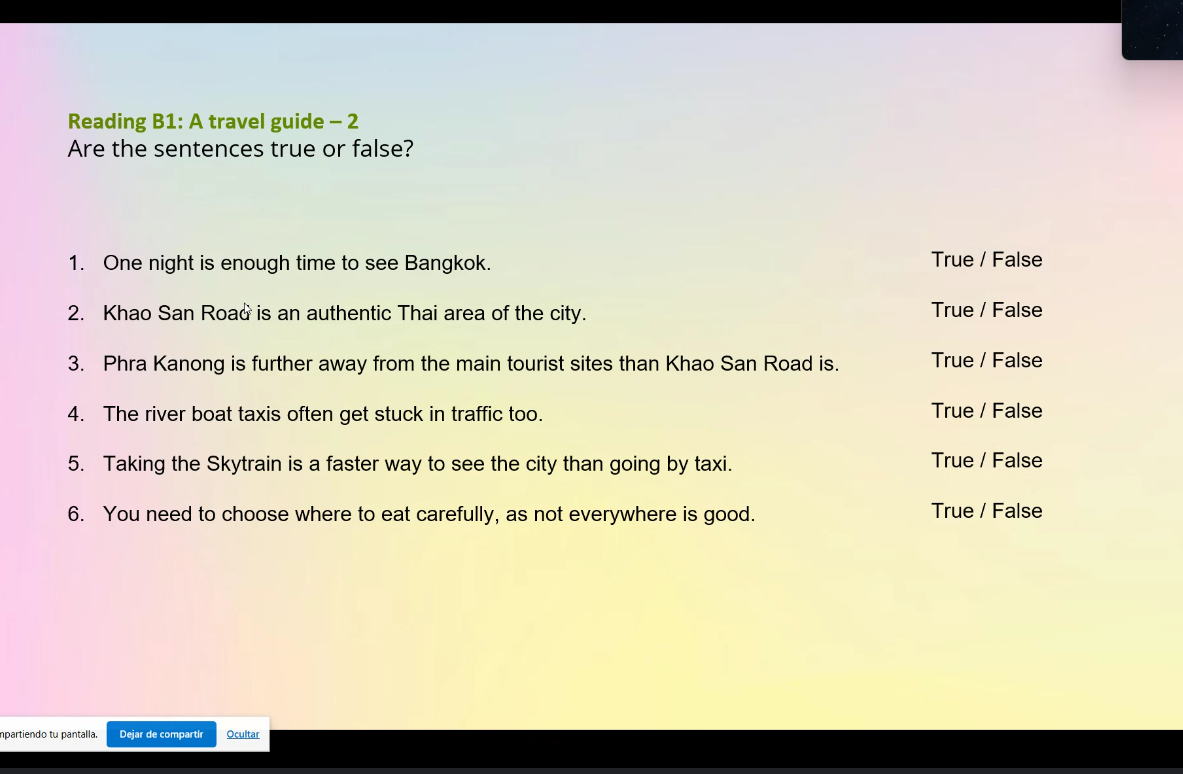 Reading B1: A travel guide – 2
Are the sentences true or false?
1. One night is enough time to see Bangkok. True / False
2. Khao San Road is an authentic Thai area of the city. True / False
3. Phra Kanong is further away from the main tourist sites than Khao San Road is. True / False
4. The river boat taxis often get stuck in traffic too. True / False
5. Taking the Skytrain is a faster way to see the city than going by taxi. True / False
6. You need to choose where to eat carefully, as not everywhere is good. True / False
tu pantalla. Dejar de compartir Ocultar